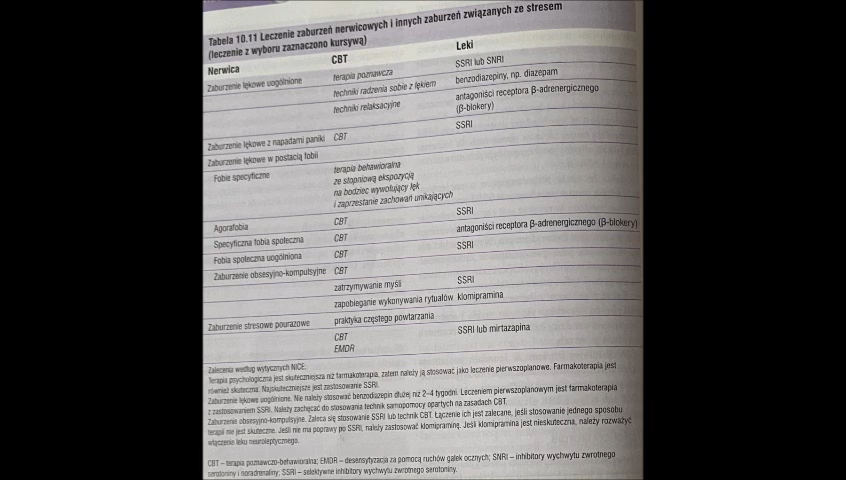 Tabela 10.11 Leczenie zaburzeń nerwicowych i innych zaburzeń związanych ze stresem
(leczenie z wyboru zaznaczono kursywą)
Nerwica CBT Leki
Zaburzenie lękowe uogólnione terapia poznawcza SSRI lub SNRI
techniki radzenia sobie z lękiem benzodiazepiny, np. diazepam
techniki relaksacyjne antagoniści receptora β-adrenergicznego
(β-blokery)
Zaburzenie lękowe z napadami paniki CBT SSRI
Zaburzenie lękowe w postacią fobii
Fobie specyficzne terapia behawioralna
ze stopniową ekspozycją
na bodziec wywołujący lęk
i zaprzestanie zachowań unikających
Agorafobia CBT SSRI
Specyficzna fobia społeczna CBT antagoniści receptora β-adrenergicznego (β-blokery)
Fobia społeczna uogólniona CBT SSRI
Zaburzenie obsesyjno-kompulsyjne CBT
zatrzymywanie myśli SSRI
zapobieganie wykonywania rytuałów klomipramina
praktyka częstego powtarzania
Zaburzenie stresowe pourazowe CBT SSRI lub mirtazapina
EMDR
Zalecenia według wytycznych NICE.
Terapia psychologiczna jest skuteczniejsza niż farmakoterapia, zatem należy ją stosować jako leczenie pierwszoplanowe. Farmakoterapia jest
również skuteczna. Najskuteczniejsze jest zastosowanie SSRI.
Zaburzenie lękowe uogólnione. Nie należy stosować benzodiazepin dłużej niż 2–4 tygodni. Leczeniem pierwszoplanowym jest farmakoterapia
z zastosowaniem SSRI. Należy zachęcać do stosowania technik samopomocy opartych na zasadach CBT.
Zaburzenie obsesyjno-kompulsyjne. Zaleca się stosowanie SSRI lub technik CBT. Łączenie ich jest zalecane, jeśli stosowanie jednego sposobu
terapii nie jest skuteczne. Jeśli nie ma poprawy po SSRI, należy zastosować klomipraminę. Jeśli klomipramina jest nieskuteczna, należy rozważyć
włączenie leku neuroleptycznego.
CBT – terapia poznawczo-behawioralna; EMDR – desensytyzacja za pomocą ruchów gałek ocznych; SNRI – inhibitory wychwytu zwrotnego
serotoniny i noradrenaliny; SSRI – selektywne inhibitory wychwytu zwrotnego serotoniny.